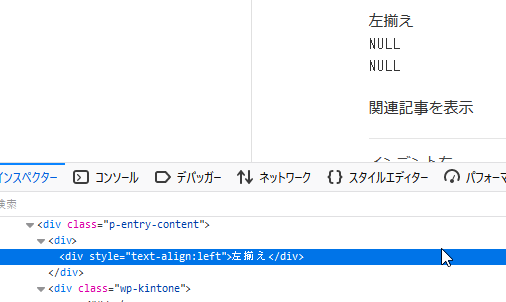 左揃え
NULL
NULL
関連記事を表示
インスペクター コンソール デバッガー ネットワーク スタイルエディター パフォーマ
検索
<div class="p-entry-content">
<div>
<div style="text-align:left">左揃え</div>
</div>
<div class="wp-kintone">